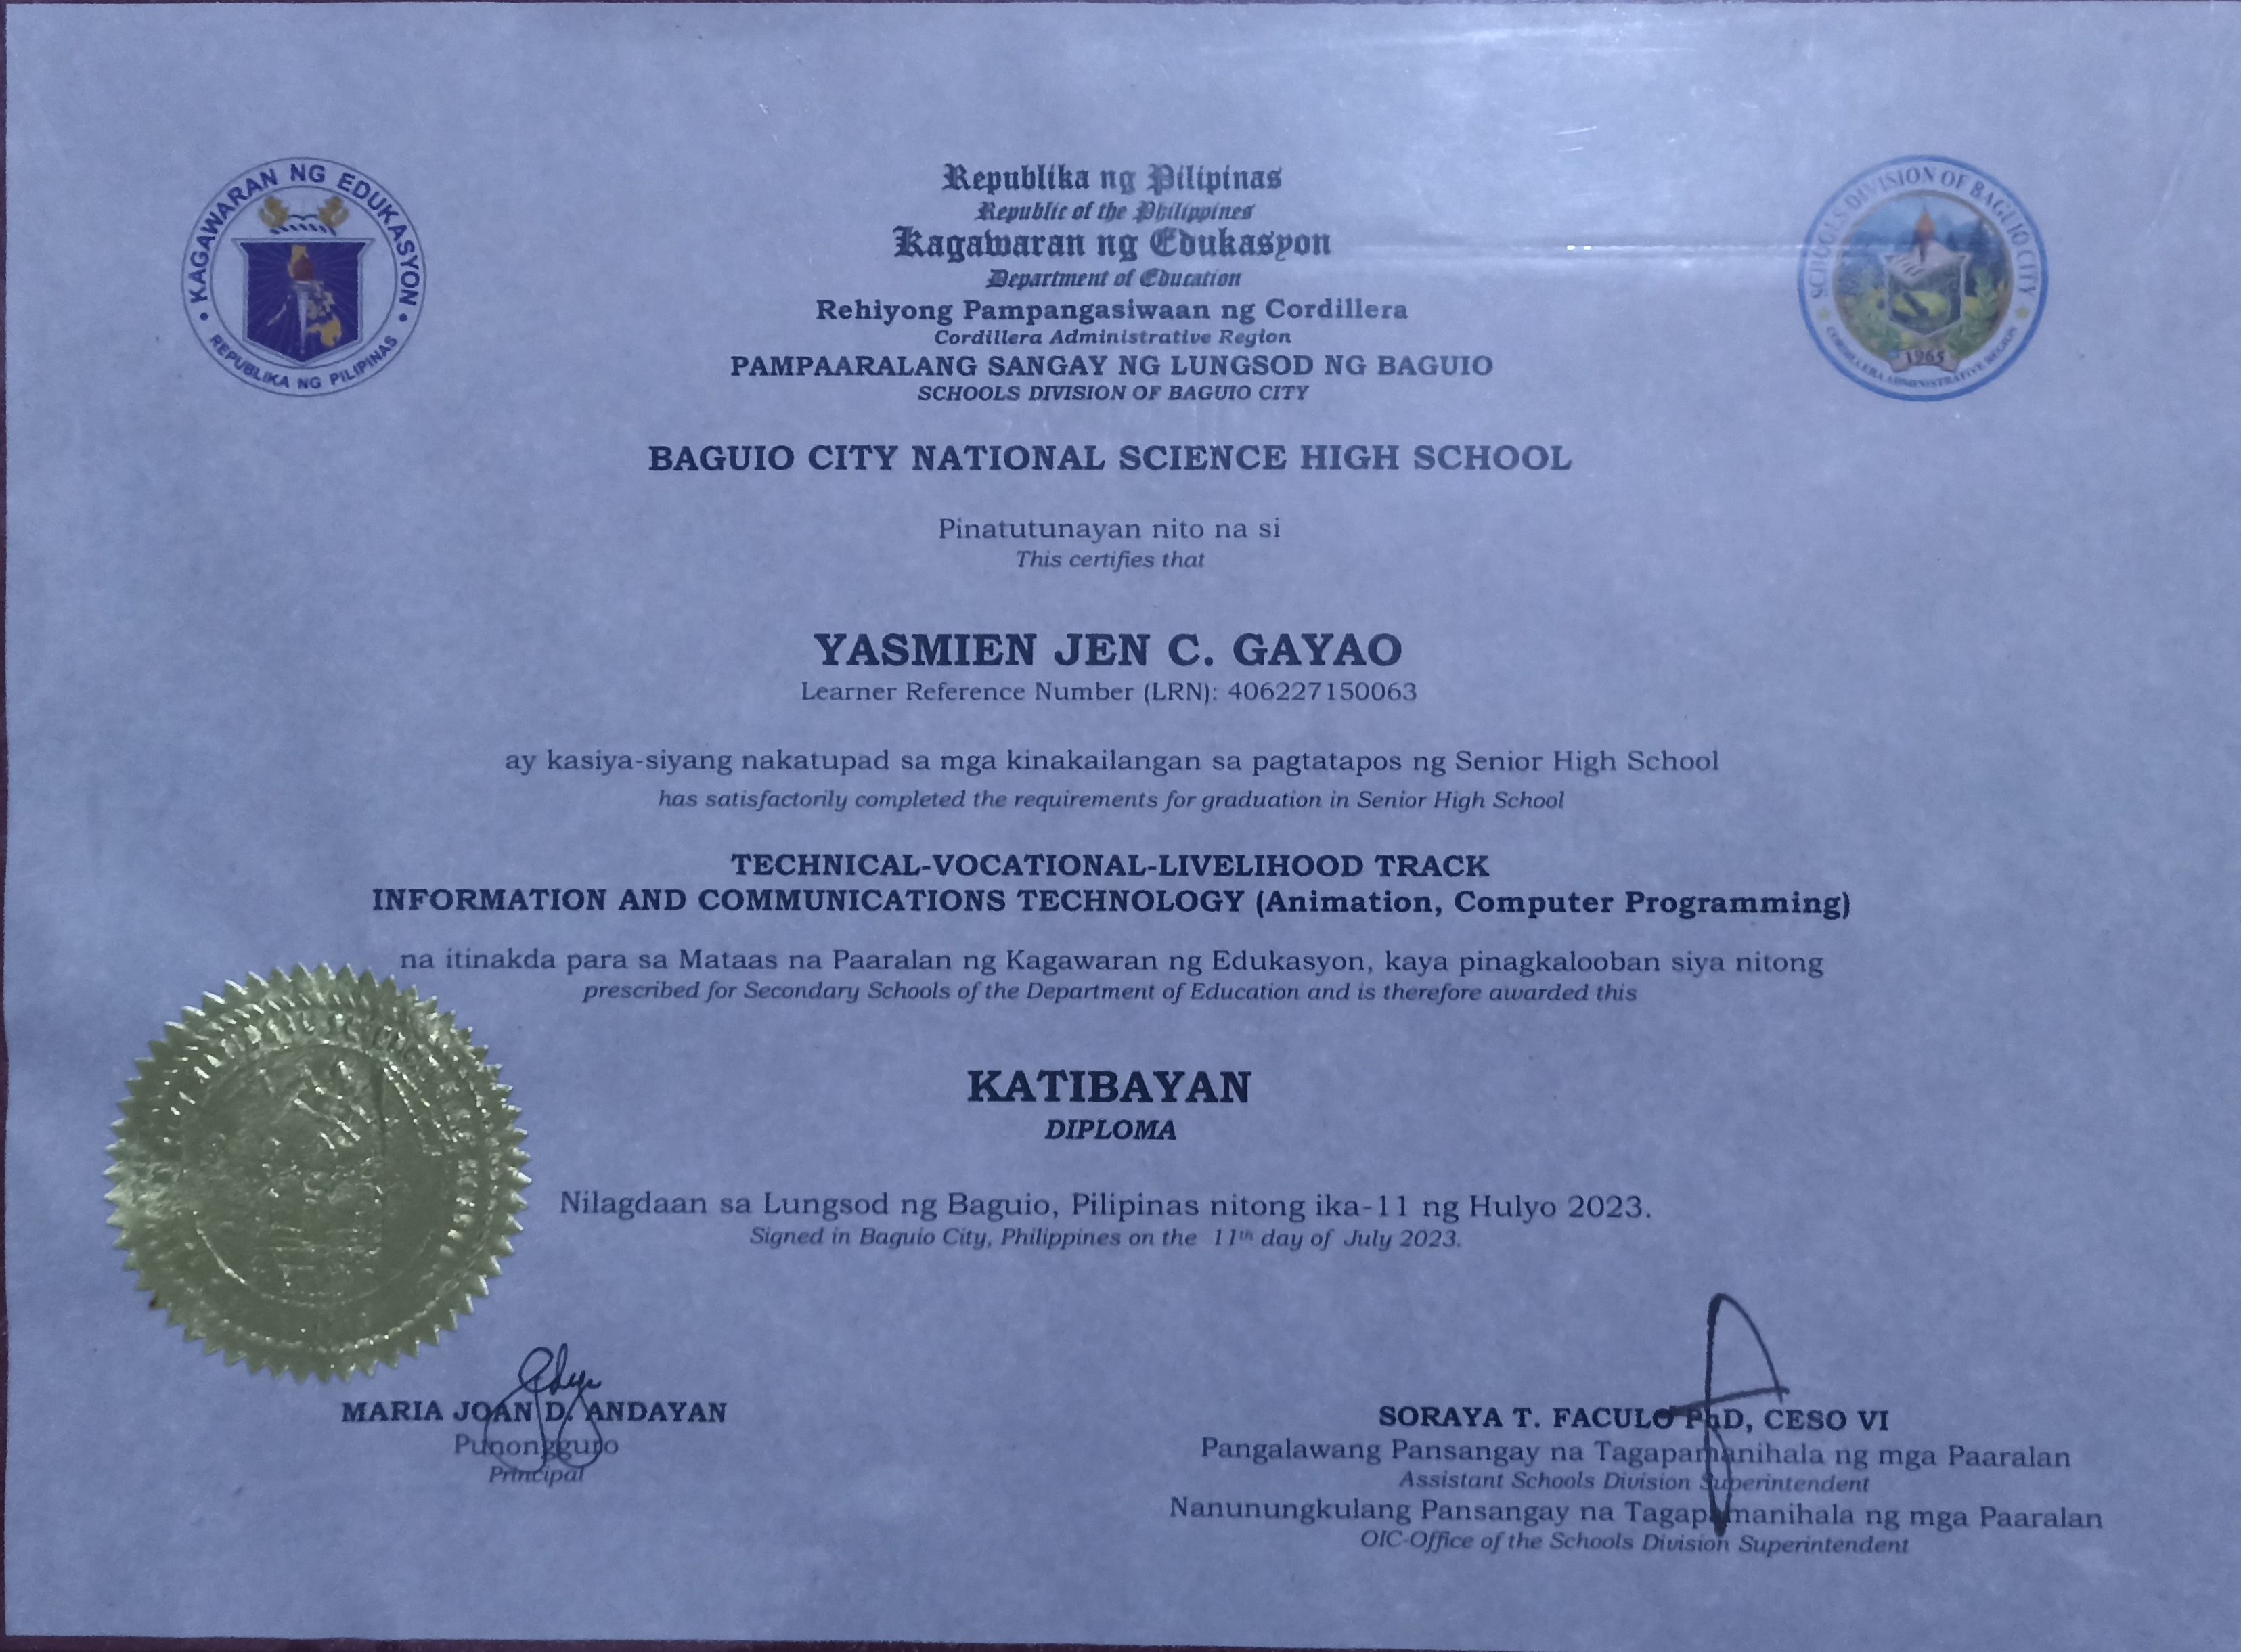 KAGAWARAN NG EDUKASYON
REPUBLIKA NG PILIPINAS
SCHOOLS DIVISION OF BAGUIO CITY
1965
CORDILLERA ADMINISTRATIVE REGION
Republika ng Pilipinas
Republic of the Philippines
Kagawaran ng Edukasyon
Department of Education
Rehiyong Pampangasiwaan ng Cordillera
Cordillera Administrative Region
PAMPAARALANG SANGAY NG LUNGSOD NG BAGUIO
SCHOOLS DIVISION OF BAGUIO CITY
BAGUIO CITY NATIONAL SCIENCE HIGH SCHOOL
Pinatutunayan nito na si
This certifies that
YASMIEN JEN C. GAYAO
Learner Reference Number (LRN): 406227150063
ay kasiya-siyang nakatupad sa mga kinakailangan sa pagtatapos ng Senior High School
has satisfactorily completed the requirements for graduation in Senior High School
TECHNICAL-VOCATIONAL-LIVELIHOOD TRACK
INFORMATION AND COMMUNICATIONS TECHNOLOGY (Animation, Computer Programming)
na itinakda para sa Mataas na Paaralan ng Kagawaran ng Edukasyon, kaya pinagkalooban siya nitong
prescribed for Secondary Schools of the Department of Education and is therefore awarded this
KATIBAYAN
DIPLOMA
Nilagdaan sa Lungsod ng Baguio, Pilipinas nitong ika-11 ng Hulyo 2023.
Signed in Baguio City, Philippines on the 11th day of July 2023.
MARIA JOAN D. ANDAYAN
Punongguro
Principal
SORAYA T. FACULO PhD, CESO VI
Pangalawang Pansangay na Tagapamanihala ng mga Paaralan
Assistant Schools Division Superintendent
Nanunungkulang Pansangay na Tagapamanihala ng mga Paaralan
OIC-Office of the Schools Division Superintendent